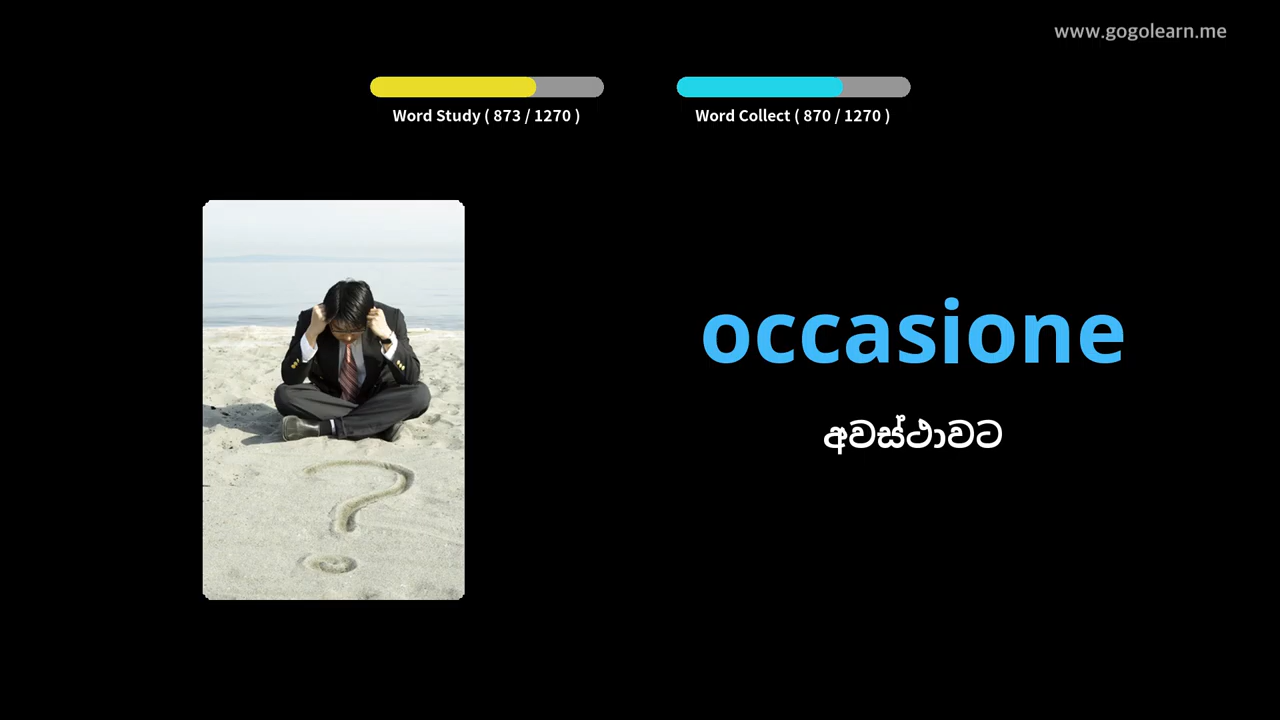 www.gogolearn.me
Word Study ( 873 / 1270 )
Word Collect ( 870 / 1270 )
occasione
අවස්ථාවට
?